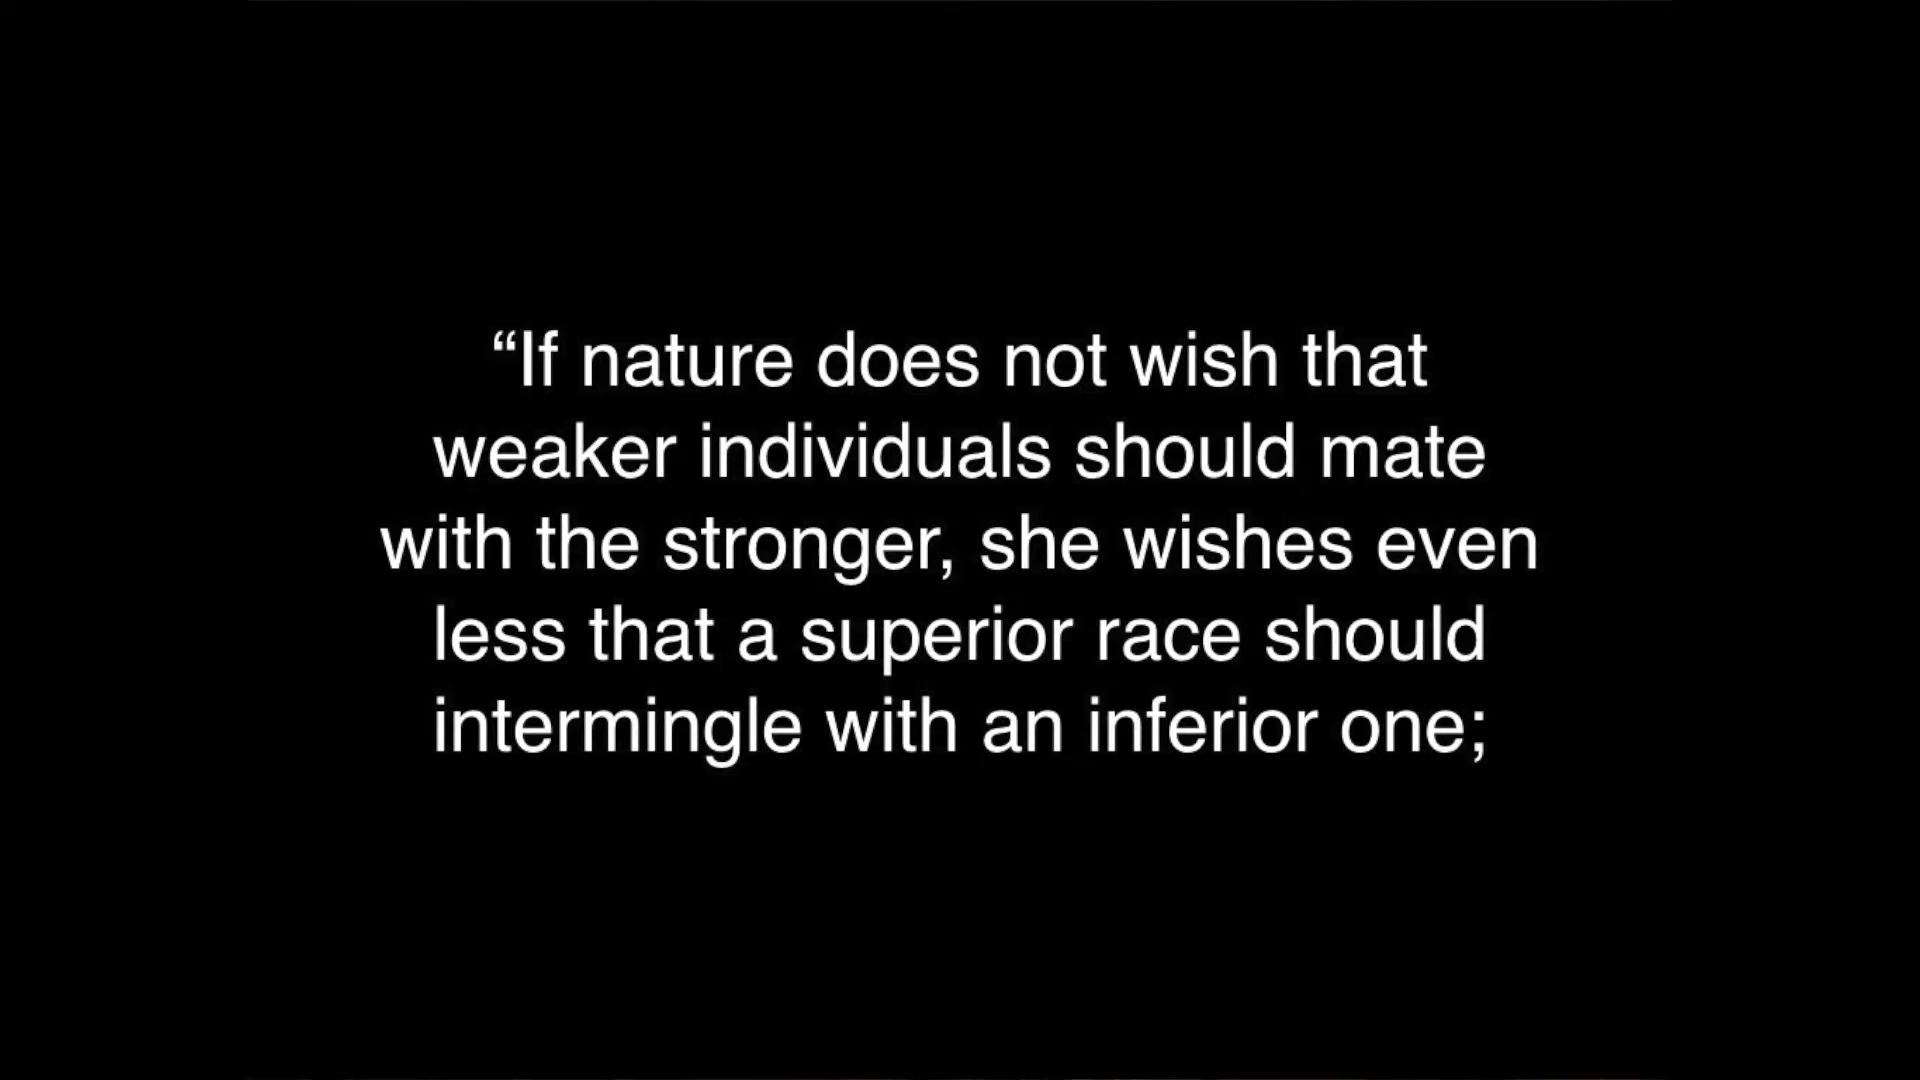 “If nature does not wish that
weaker individuals should mate
with the stronger, she wishes even
less that a superior race should
intermingle with an inferior one;